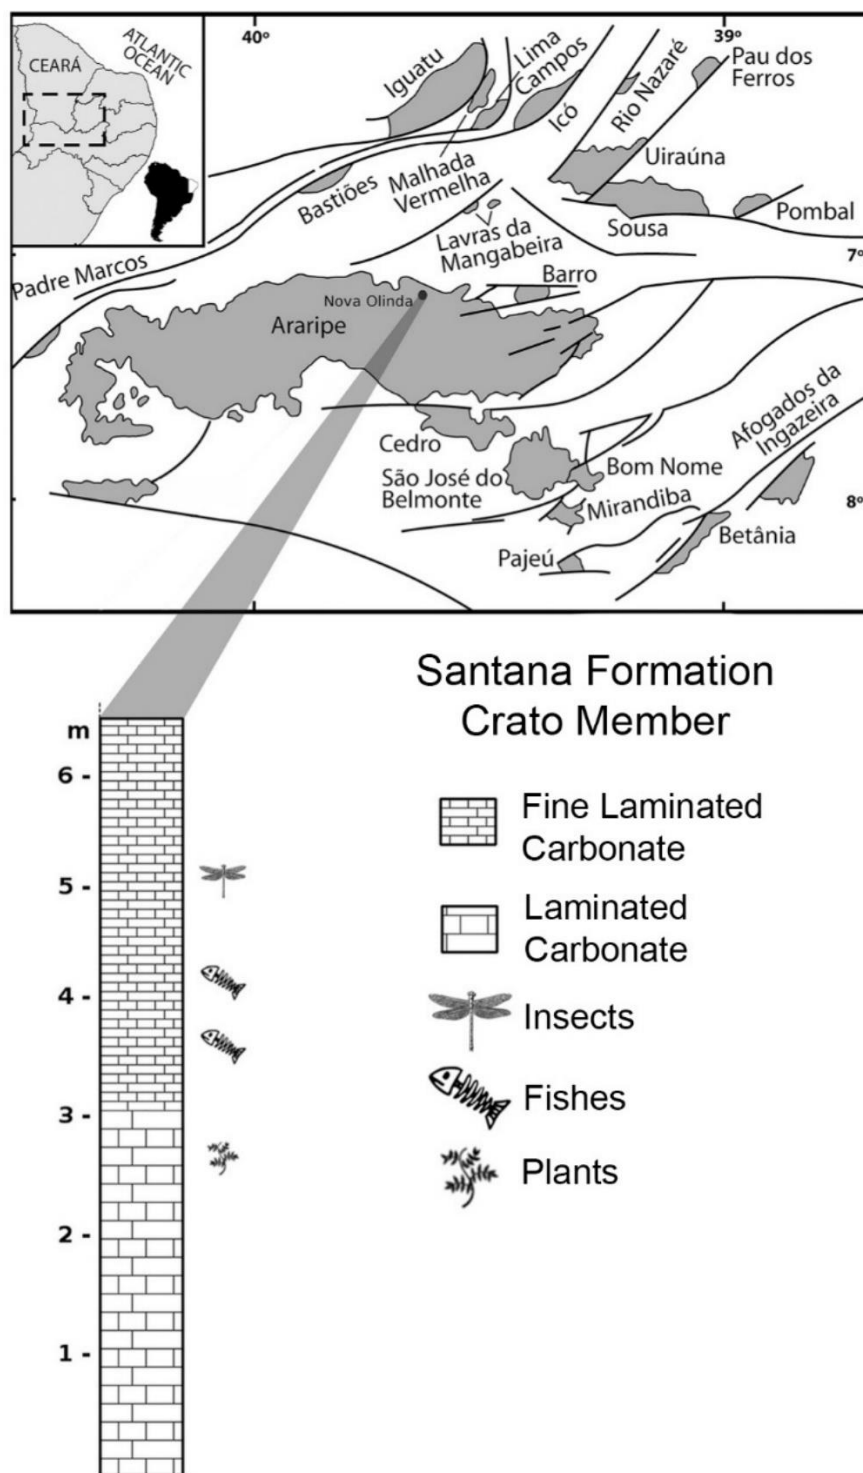 40º
39º
ATLANTIC
OCEAN
CEARÁ
Iguatu
Lima
Campos
Icó
Rio Nazaré
Pau dos
Ferros
Malhada
Vermelha
Bastiões
Uiraúna
Lavras da
Mangabeira
Sousa
Pombal
7º
Padre Marcos
Barro
Nova Olinda
Araripe
Cedro
São José do
Belmonte
Bom Nome
Mirandiba
Afogados da
Ingazeira
8º
Pajeú
Betânia
Santana Formation
Crato Member
m
6 -
5 -
4 -
3 -
2 -
1 -
Fine Laminated
Carbonate
Laminated
Carbonate
Insects
Fishes
Plants